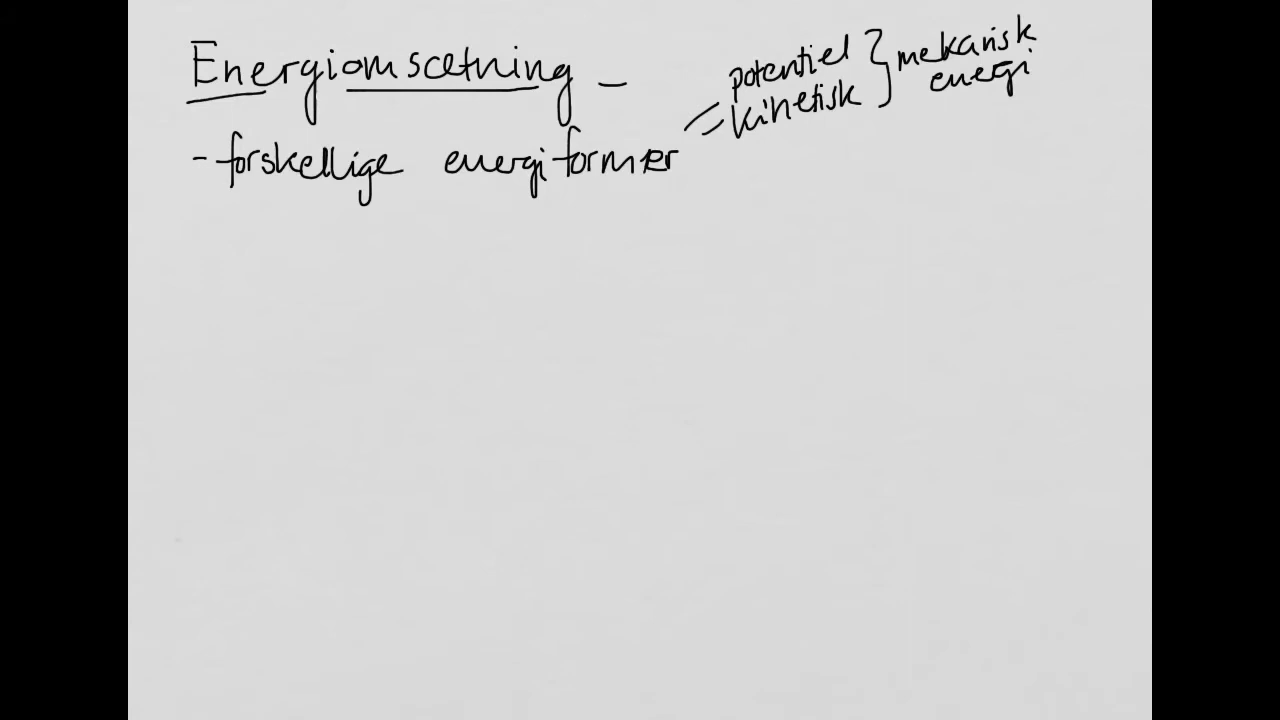 Energiomsætning -
- forskellige energiformer
potentiel
kinetisk
mekanisk
energi